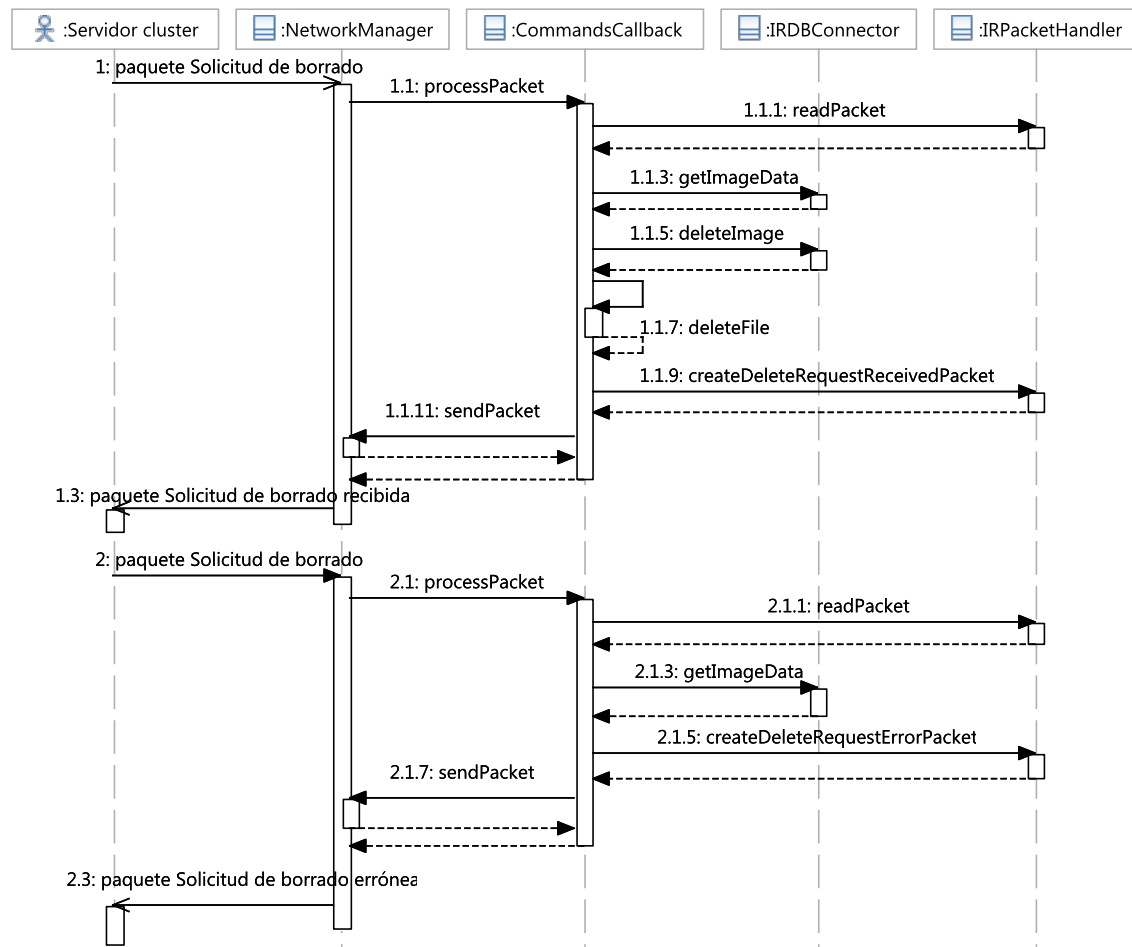 :Servidor cluster
:NetworkManager
:CommandsCallback
:IRDBConnector
:IRPacketHandler
1: paquete Solicitud de borrado
1.1: processPacket
1.1.1: readPacket
1.1.3: getImageData
1.1.5: deleteImage
1.1.7: deleteFile
1.1.9: createDeleteRequestReceivedPacket
1.1.11: sendPacket
1.3: paquete Solicitud de borrado recibida
2: paquete Solicitud de borrado
2.1: processPacket
2.1.1: readPacket
2.1.3: getImageData
2.1.5: createDeleteRequestErrorPacket
2.1.7: sendPacket
2.3: paquete Solicitud de borrado errónea